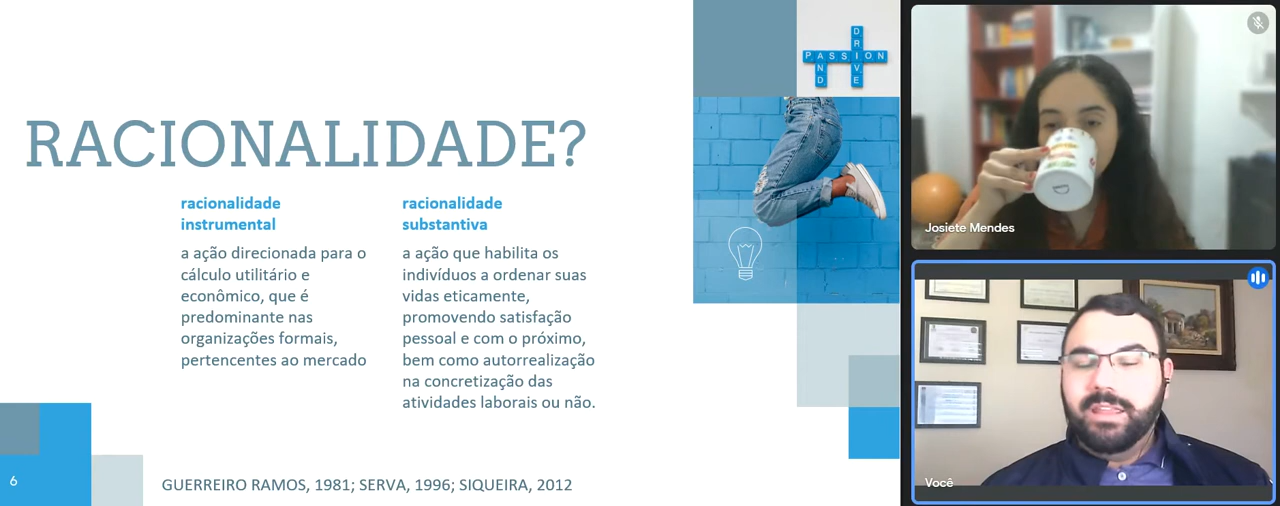 RACIONALIDADE?
racionalidade
instrumental
a ação direcionada para o
cálculo utilitário e
econômico, que é
predominante nas
organizações formais,
pertencentes ao mercado
racionalidade
substantiva
a ação que habilita os
indivíduos a ordenar suas
vidas eticamente,
promovendo satisfação
pessoal e com o próximo,
bem como autorrealização
na concretização das
atividades laborais ou não.
GUERREIRO RAMOS, 1981; SERVA, 1996; SIQUEIRA, 2012
6
PASSION
AND
DRIVE
Josiete Mendes
Você